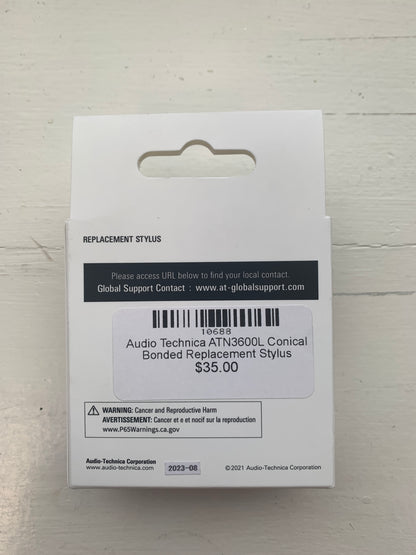 REPLACEMENT STYLUS
Please access URL below to find your local contact.
Global Support Contact : www.at-globalsupport.com
10688
Audio Technica ATN3600L Conical
Bonded Replacement Stylus
$35.00
WARNING: Cancer and Reproductive Harm
AVERTISSEMENT: Cancer et e et nocif sur la reproduction
www.P65Warnings.ca.gov
Audio-Technica Corporation
www.audio-technica.com
2023-08
©2021 Audio-Technica Corporation